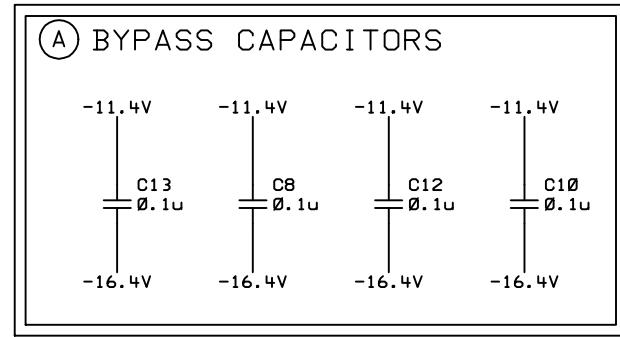 A BYPASS CAPACITORS
-11.4V -11.4V -11.4V -11.4V
C13 C8 C12 C10
0.1u 0.1u 0.1u 0.1u
-16.4V -16.4V -16.4V -16.4V